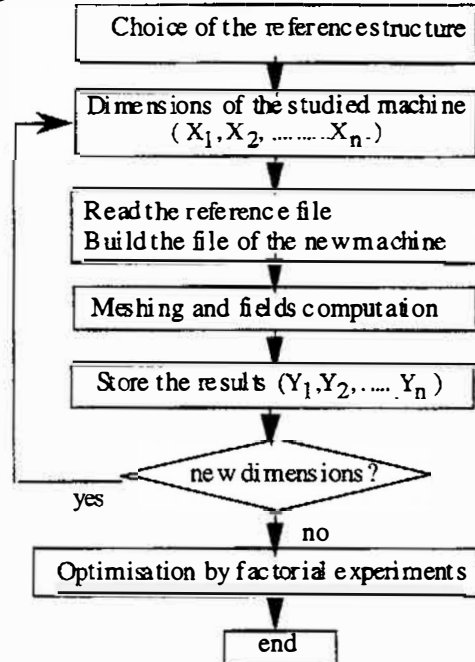 Choice of the reference structure
Dimensions of the studied machine
( X1, X2, ......... Xn. )
Read the reference file
Build the file of the new machine
Meshing and fields computation
Store the results (Y1, Y2, ..... Yn )
new dimensions?
yes
no
Optimisation by factorial experiments
end